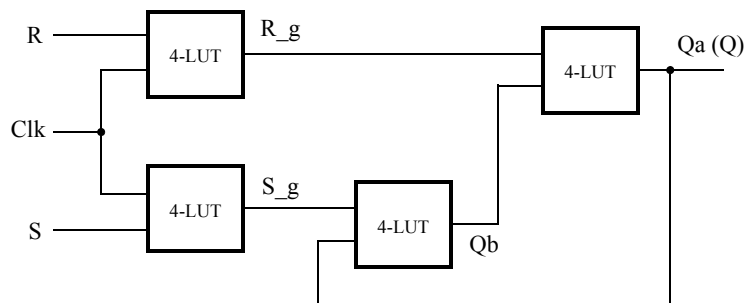 R
R_g
Qa (Q)
4-LUT
4-LUT
Clk
S_g
4-LUT
4-LUT
S
Qb